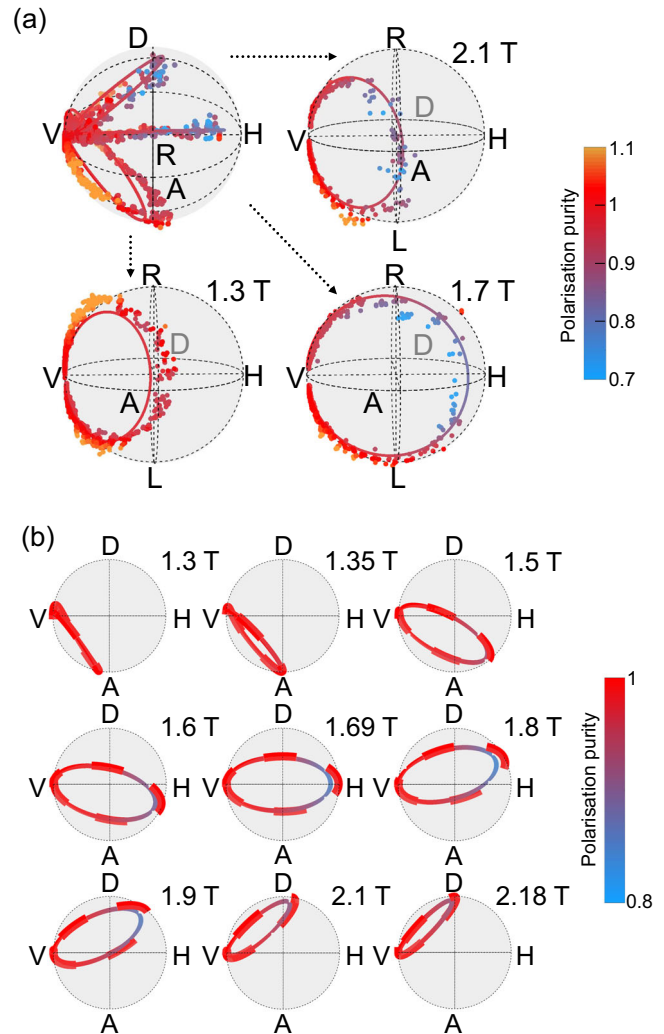 (a)
D
V
H
R
A
R
2.1 T
D
V
H
A
L
1.1
1
0.9
0.8
0.7
Polarisation purity
R
1.3 T
D
V
H
A
L
R
1.7 T
D
V
H
A
L
(b)
D
1.3 T
V
H
A
D
1.35 T
V
H
A
D
1.5 T
V
H
A
D
1.6 T
V
H
A
D
1.69 T
V
H
A
D
1.8 T
V
H
A
D
1.9 T
V
H
A
D
2.1 T
V
H
A
D
2.18 T
V
H
A
1
0.8
Polarisation purity